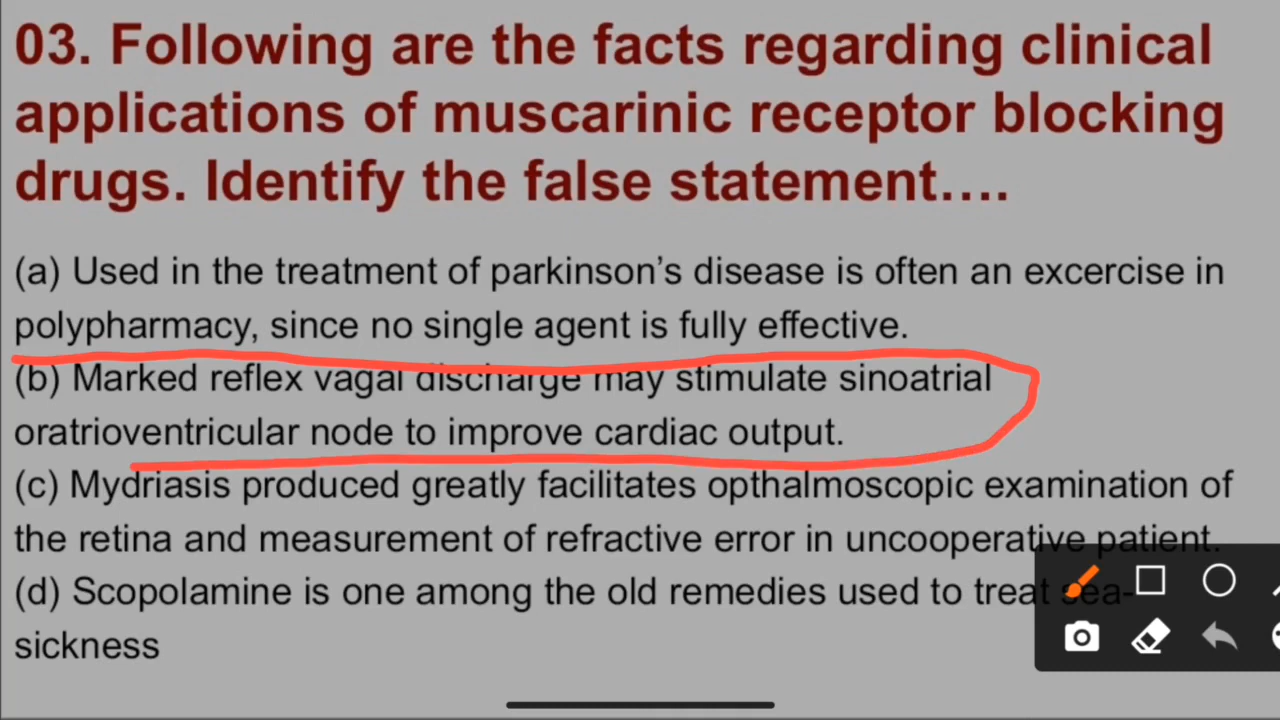 03. Following are the facts regarding clinical
applications of muscarinic receptor blocking
drugs. Identify the false statement....
(a) Used in the treatment of parkinson's disease is often an excercise in
polypharmacy, since no single agent is fully effective.
(b) Marked reflex vagal discharge may stimulate sinoatrial
oratrioventricular node to improve cardiac output.
(c) Mydriasis produced greatly facilitates opthalmoscopic examination of
the retina and measurement of refractive error in uncooperative patient.
(d) Scopolamine is one among the old remedies used to treat sea-
sickness